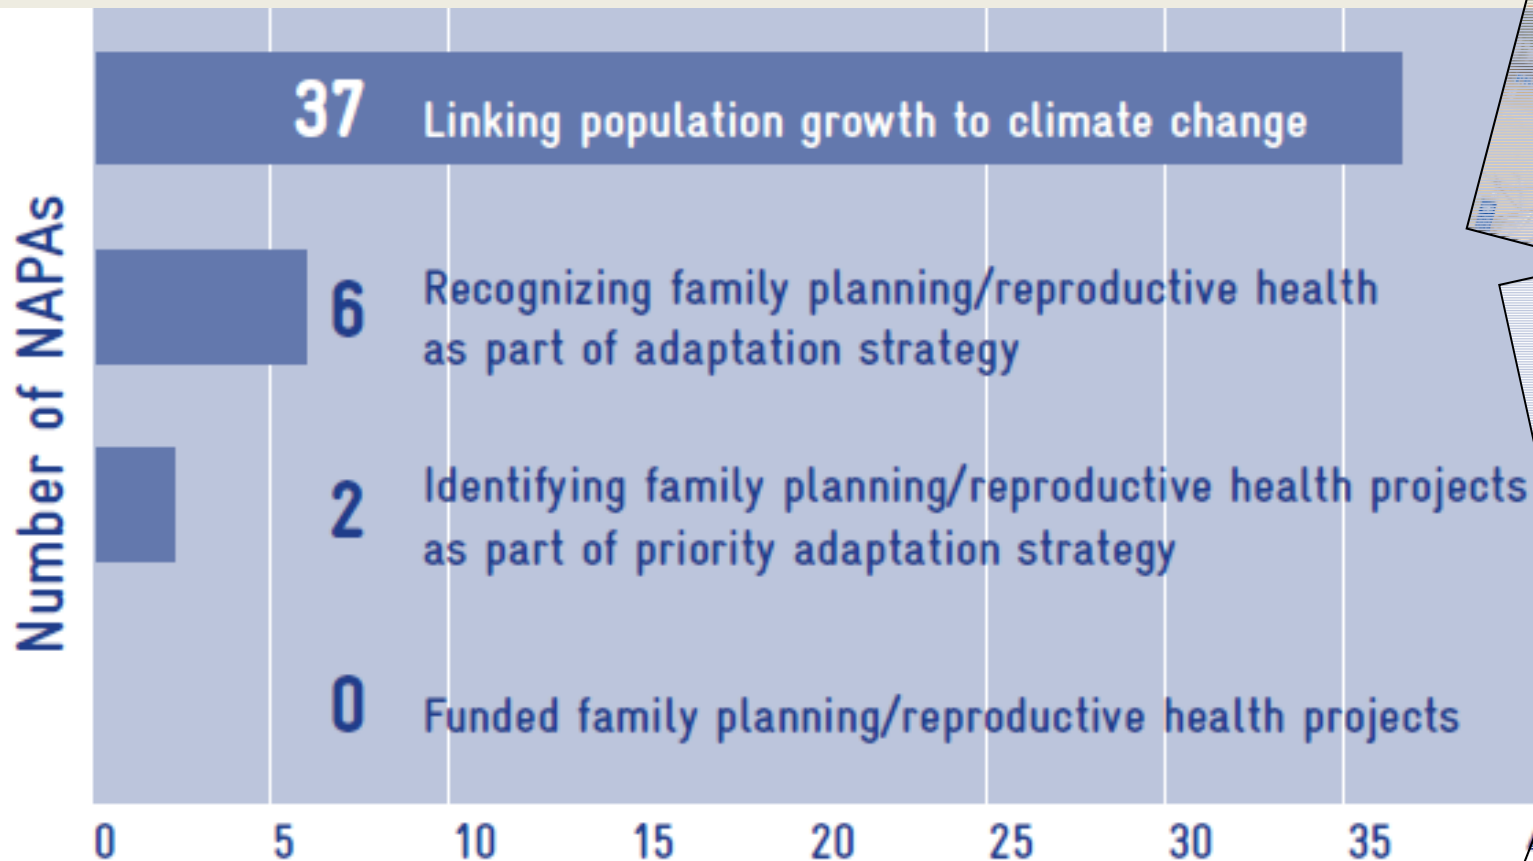 Number of NAPAs
37 Linking population growth to climate change
6 Recognizing family planning/reproductive health
as part of adaptation strategy
2 Identifying family planning/reproductive health projects
as part of priority adaptation strategy
0 Funded family planning/reproductive health projects
0 5 10 15 20 25 30 35